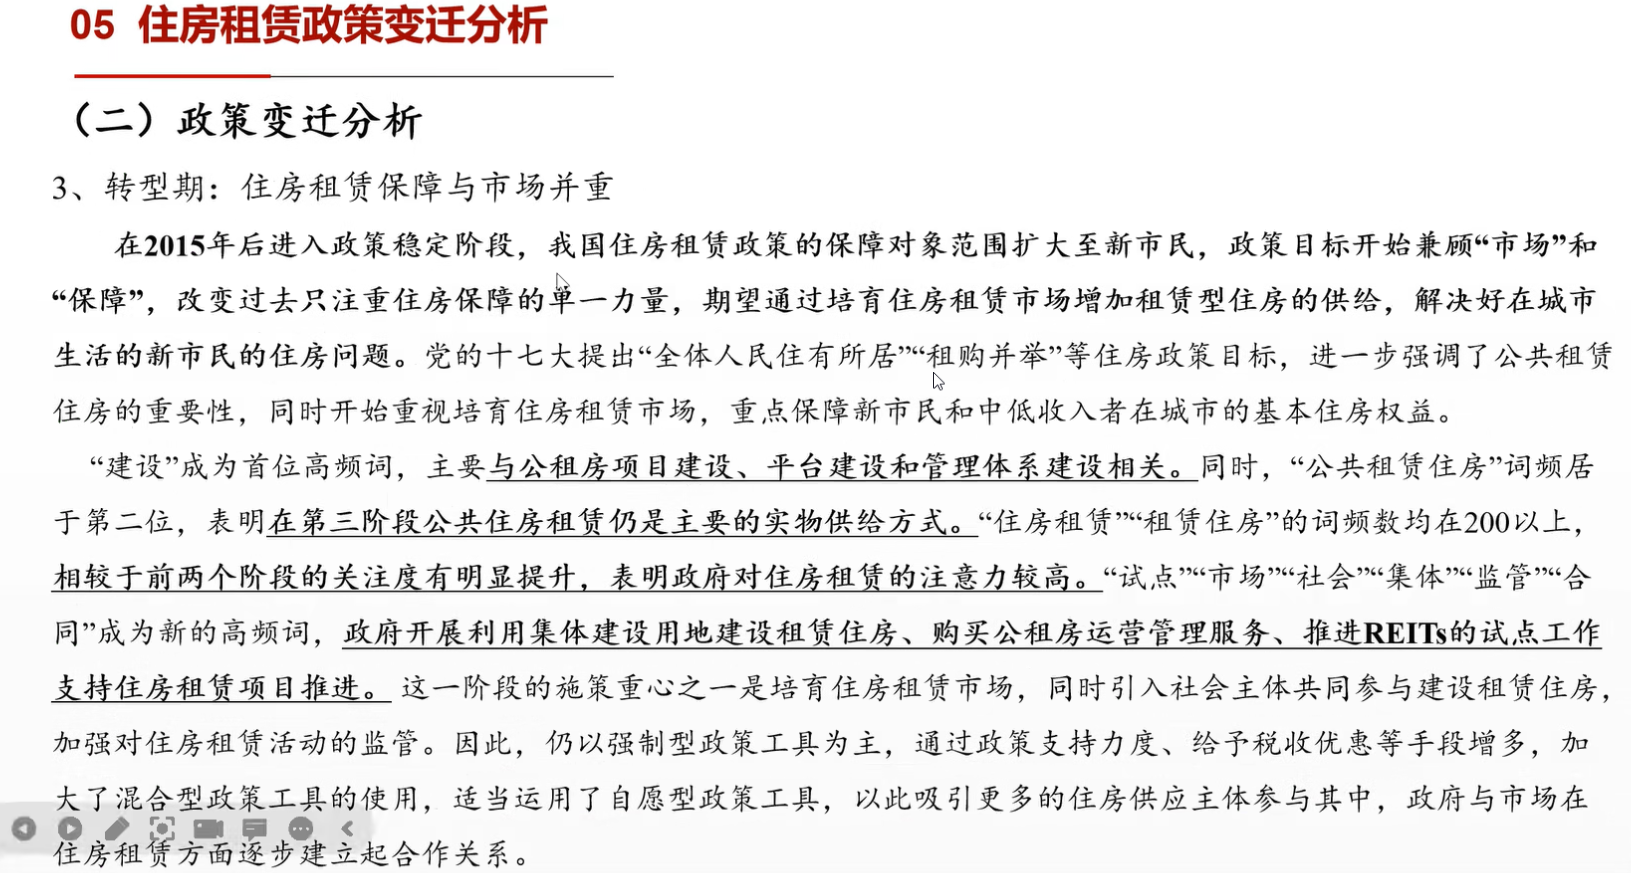 05 住房租赁政策变迁分析
（二）政策变迁分析
3、转型期：住房租赁保障与市场并重
在2015年后进入政策稳定阶段，我国住房租赁政策的保障对象范围扩大至新市民，政策目标开始兼顾“市场”和
“保障”，改变过去只注重住房保障的单一力量，期望通过培育住房租赁市场增加租赁型住房的供给，解决好在城市
生活的新市民的住房问题。党的十七大提出“全体人民住有所居”“租购并举”等住房政策目标，进一步强调了公共租赁
住房的重要性，同时开始重视培育住房租赁市场，重点保障新市民和中低收入者在城市的基本住房权益。
“建设”成为首位高频词，主要与公租房项目建设、平台建设和管理体系建设相关。同时，“公共租赁住房”词频居
于第二位，表明在第三阶段公共住房租赁仍是主要的实物供给方式。“住房租赁”“租赁住房”的词频数均在200以上，
相较于前两个阶段的关注度有明显提升，表明政府对住房租赁的注意力较高。“试点”“市场”“社会”“集体”“监管”“合
同”成为新的高频词，政府开展利用集体建设用地建设租赁住房、购买公租房运营管理服务、推进REITs的试点工作
支持住房租赁项目推进。这一阶段的施策重心之一是培育住房租赁市场，同时引入社会主体共同参与建设租赁住房，
加强对住房租赁活动的监管。因此，仍以强制型政策工具为主，通过政策支持力度、给予税收优惠等手段增多，加
大了混合型政策工具的使用，适当运用了自愿型政策工具，以此吸引更多的住房供应主体参与其中，政府与市场在
住房租赁方面逐步建立起合作关系。